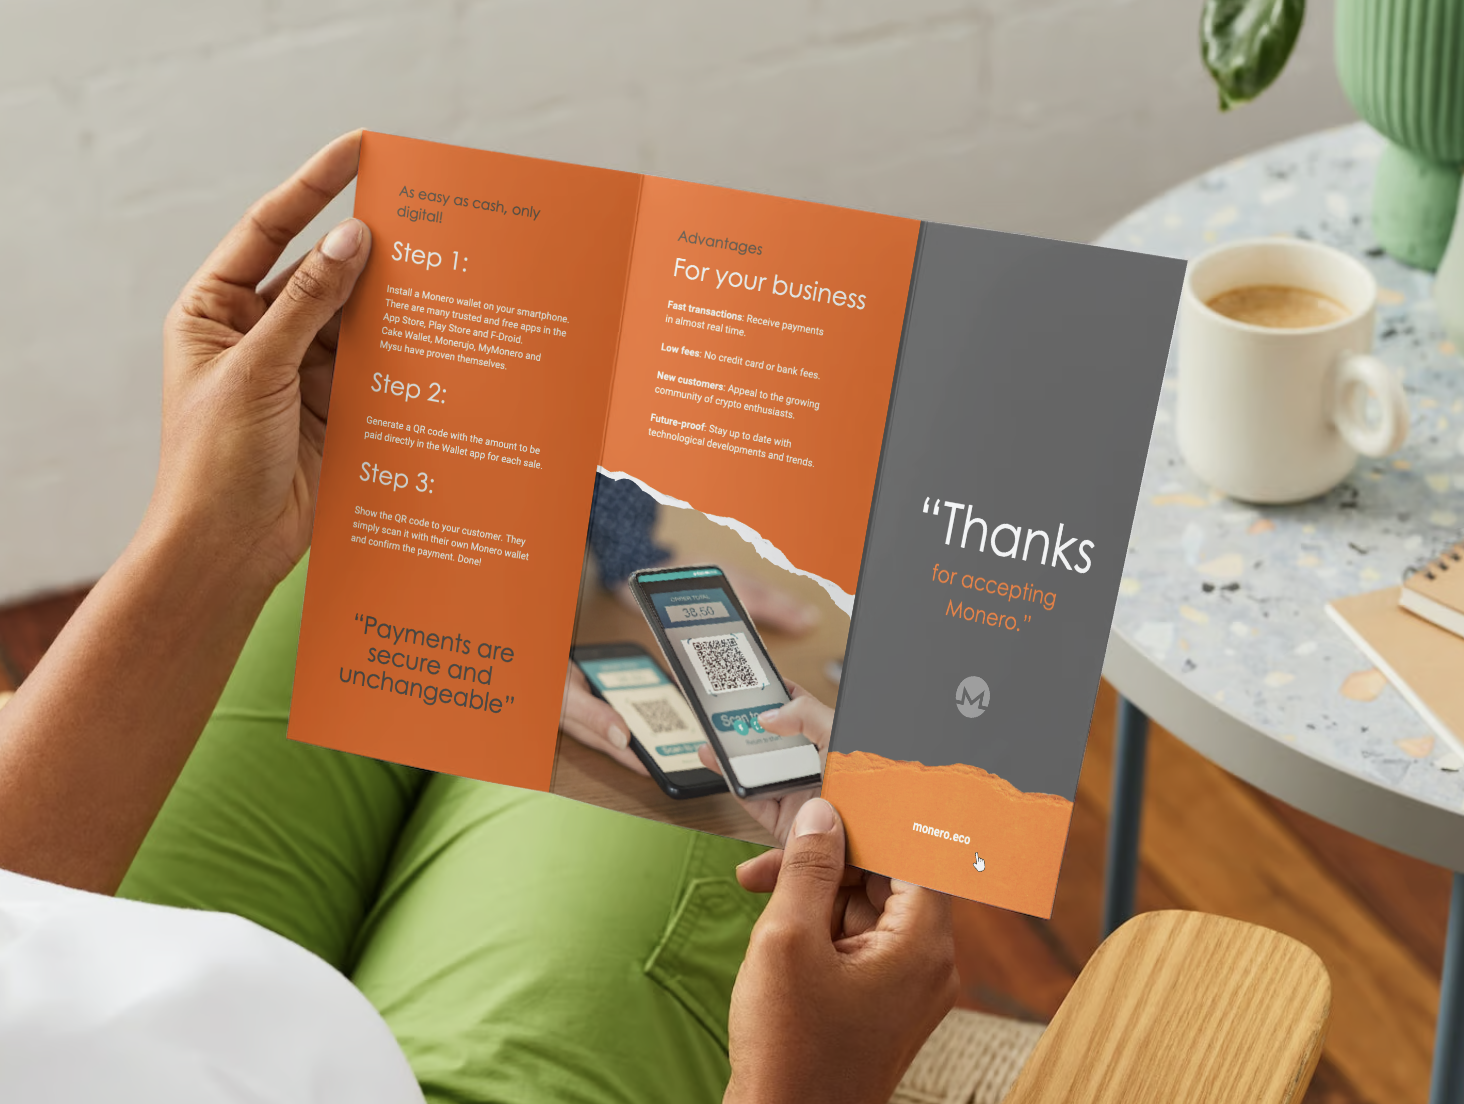 As easy as cash, only
digital!
Step 1:
Install a Monero wallet on your smartphone.
There are many trusted and free apps in the
App Store, Play Store and F-Droid.
Cake Wallet, Monerujo, MyMonero and
Mysu have proven themselves.
Step 2:
Generate a QR code with the amount to be
paid directly in the Wallet app for each sale.
Step 3:
Show the QR code to your customer. They
simply scan it with their own Monero wallet
and confirm the payment. Done!
“Payments are
secure and
unchangeable”
Advantages
For your business
Fast transactions: Receive payments
in almost real time.
Low fees: No credit card or bank fees.
New customers: Appeal to the growing
community of crypto enthusiasts.
Future-proof: Stay up to date with
technological developments and trends.
38.50
Scan to
Scan to
“Thanks
for accepting
Monero.”
monero.eco